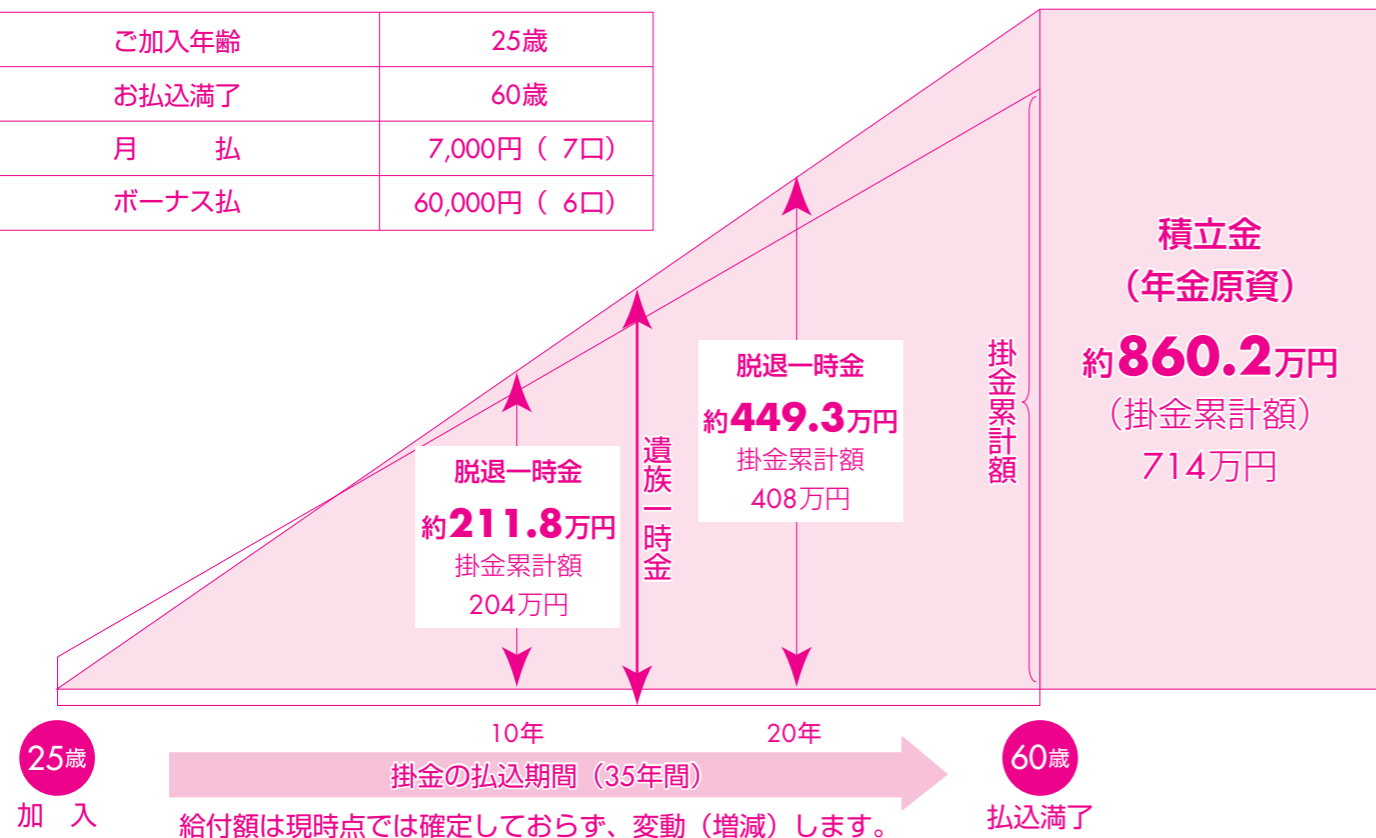 ご加入年齢 25歳
お払込満了 60歳
月 払 7,000円（ 7口）
ボーナス払 60,000円（ 6口）
積立金
（年金原資）
約860.2万円
（掛金累計額）
714万円
掛金累計額
脱退一時金
約449.3万円
掛金累計額
408万円
遺族一時金
脱退一時金
約211.8万円
掛金累計額
204万円
10年 20年
25歳
加 入
掛金の払込期間（35年間）
60歳
払込満了
給付額は現時点では確定しておらず、変動（増減）します。